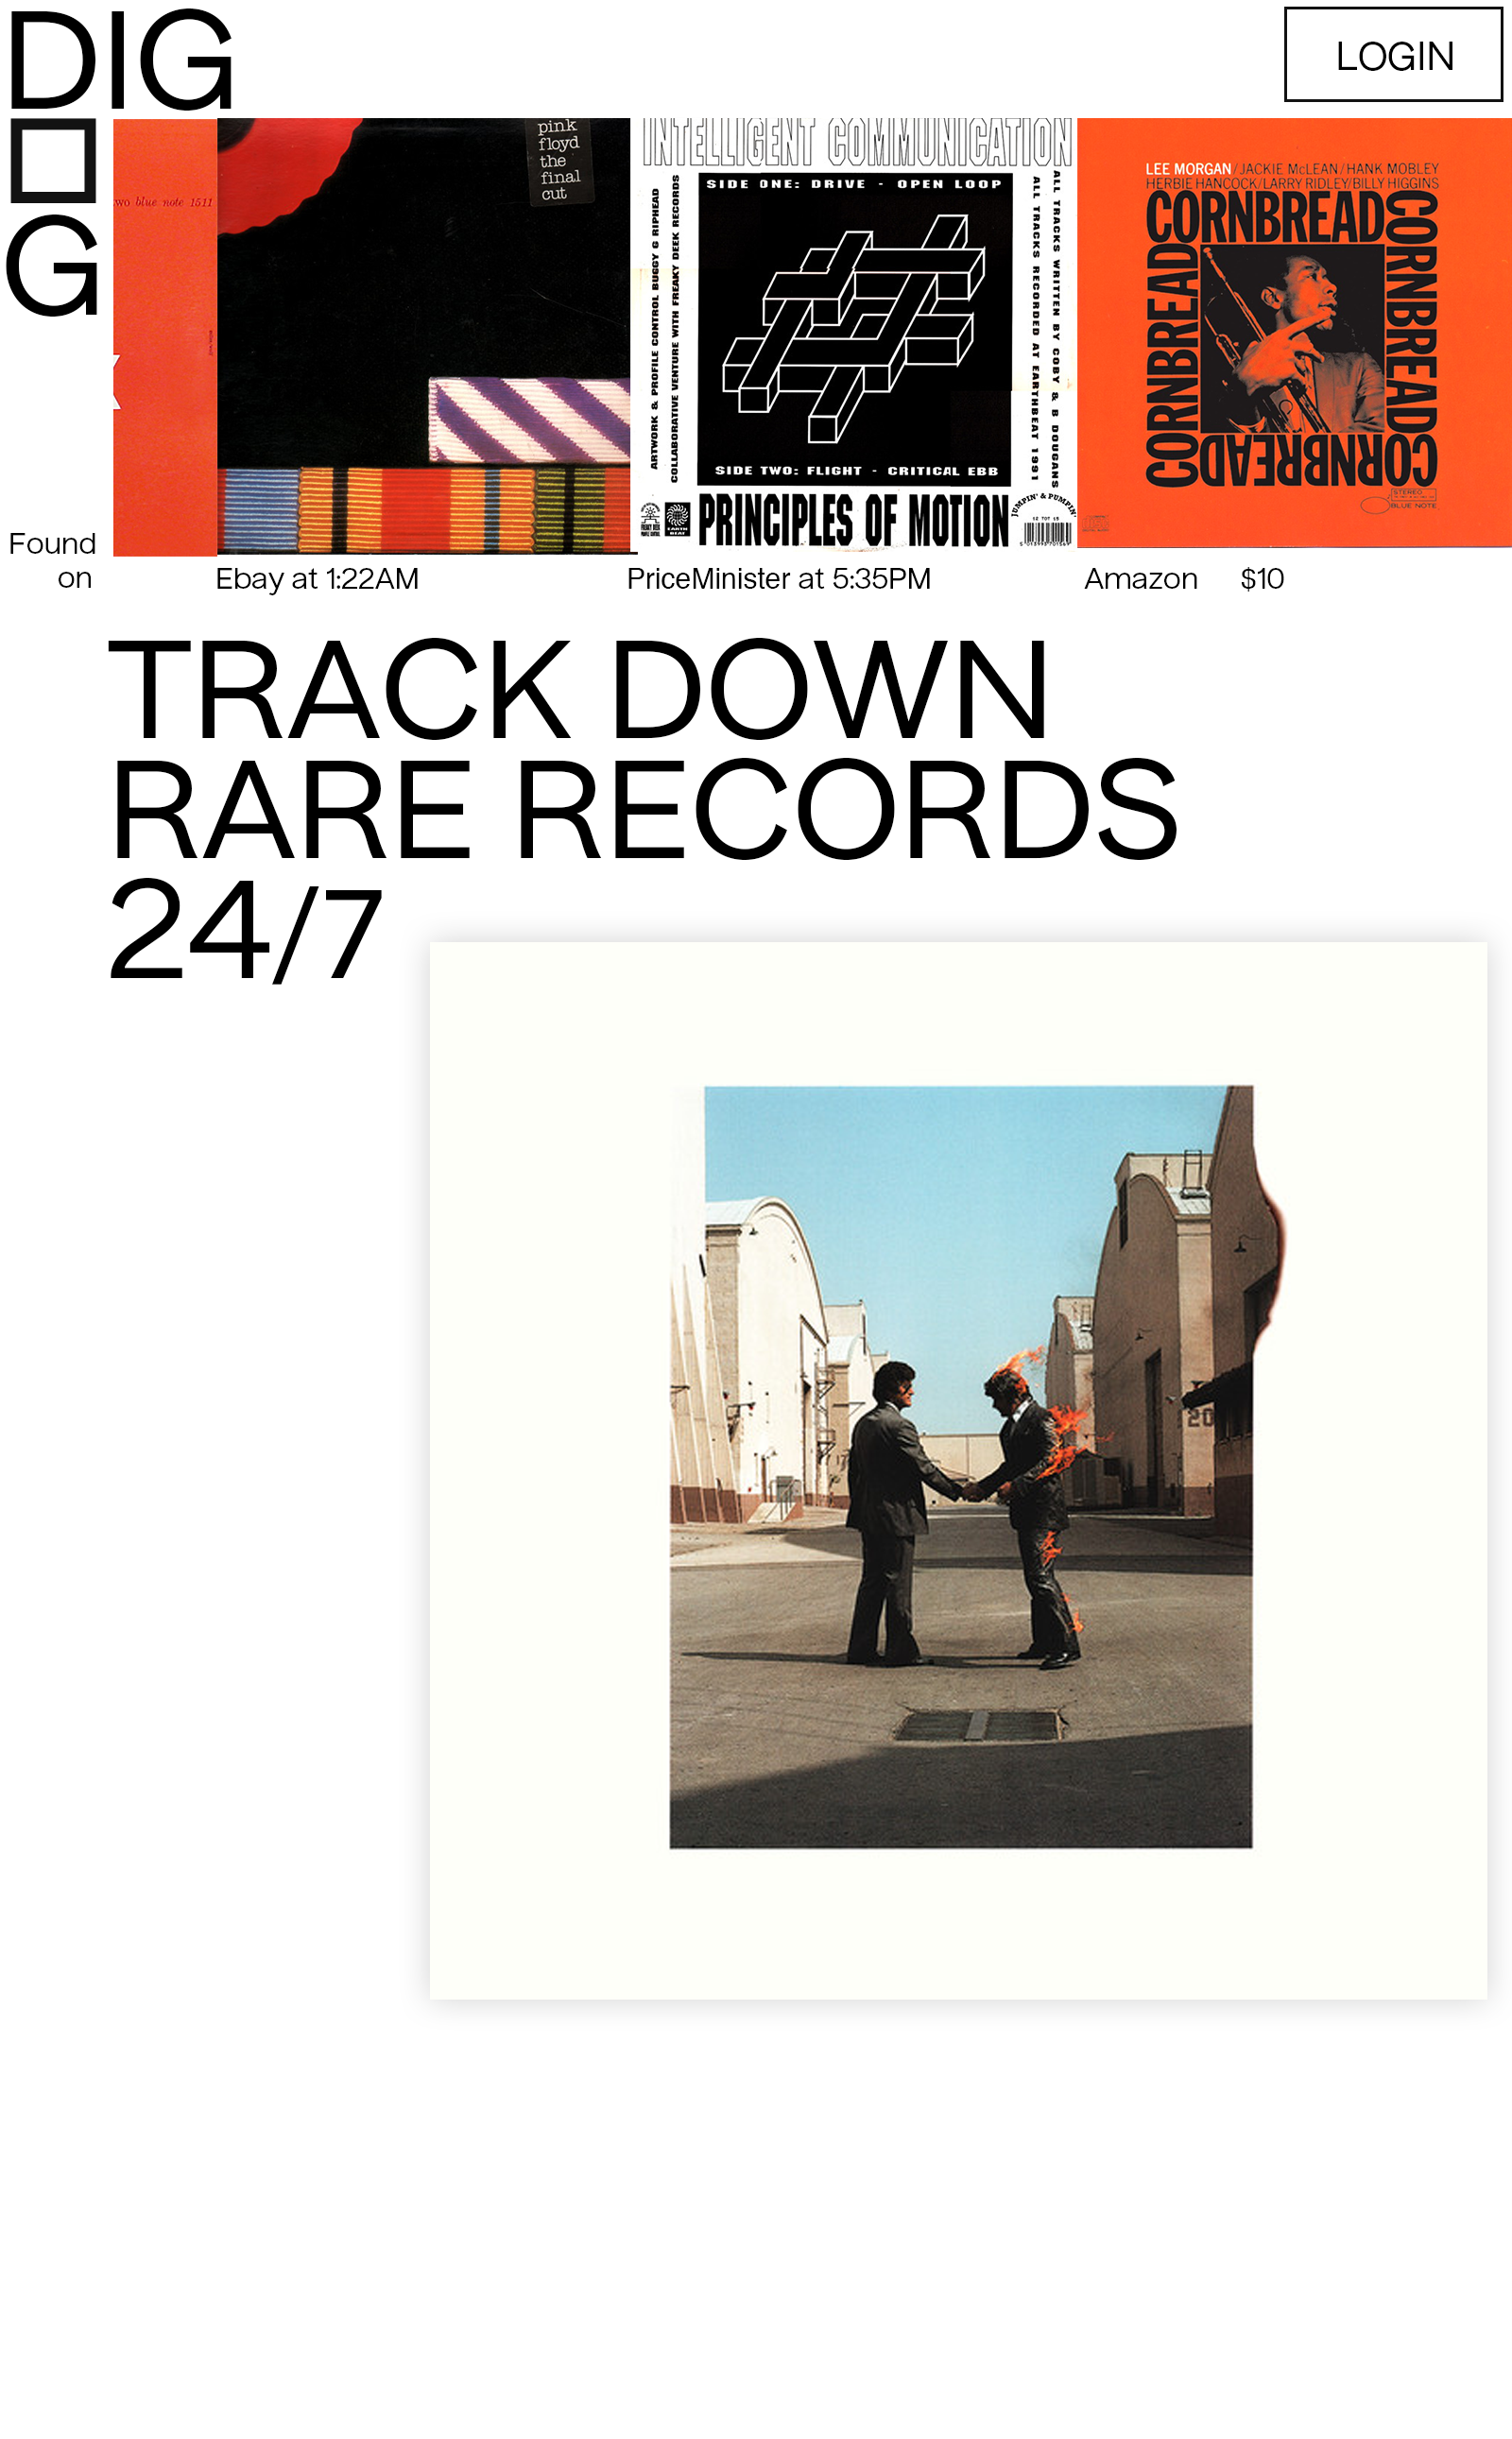 DIG
G
LOGIN
two blue note 1511
pink
floyd
the
final
cut
INTELLIGENT COMMUNICATION
SIDE ONE: DRIVE - OPEN LOOP
ARTWORK & PROFILE CONTROL BUGGY G RIPHEAD
COLLABORATIVE VENTURE WITH FREAKY DEEK RECORDS
ALL TRACKS RECORDED AT EARTHBEAT 1991
ALL TRACKS WRITTEN BY COBY & B DOUGANS
SIDE TWO: FLIGHT - CRITICAL EBB
PRINCIPLES OF MOTION
JUMPIN' & PUMPIN'
12 TOT 15
LEE MORGAN/JACKIE McLEAN/HANK MOBLEY
HERBIE HANCOCK/LARRY RIDLEY/BILLY HIGGINS
CORNBREAD
CORNBREAD
CORNBREAD
CORNBREAD
STEREO
BLUE NOTE
Found
on
Ebay at 1:22AM
PriceMinister at 5:35PM
Amazon $10
TRACK DOWN
RARE RECORDS
24/7
20